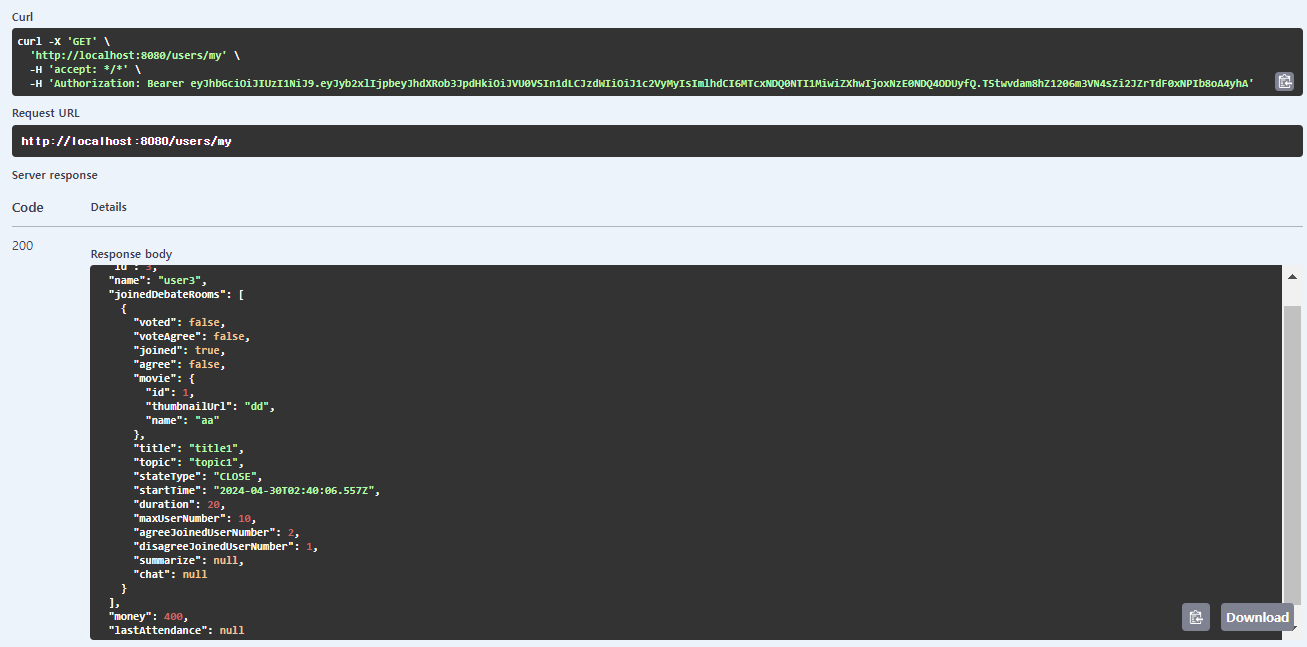 Curl
curl -X 'GET' \
'http://localhost:8080/users/my' \
-H 'accept: */*' \
-H 'Authorization: Bearer eyJhbGciOiJIUzI1NiJ9.eyJyb2xlIjpbeyJhdXRob3JpdHkiOiJVU0VSIn1dLCJzdWIiOiJ1c2VyMyIsImlhdCI6MTcxNDQ0NTI1MiwiZXhwIjoxNzE0NDQ4ODUyfQ.T5twvdam8hZ1206m3VN4sZi2JZrTdF0xNPIb8oA4yhA'
Request URL
http://localhost:8080/users/my
Server response
Code Details
200
Response body
"id": 3,
"name": "user3",
"joinedDebateRooms": [
{
"voted": false,
"voteAgree": false,
"joined": true,
"agree": false,
"movie": {
"id": 1,
"thumbnailUrl": "dd",
"name": "aa"
},
"title": "title1",
"topic": "topic1",
"stateType": "CLOSE",
"startTime": "2024-04-30T02:40:06.557Z",
"duration": 20,
"maxUserNumber": 10,
"agreeJoinedUserNumber": 2,
"disagreeJoinedUserNumber": 1,
"summarize": null,
"chat": null
}
],
"money": 400,
"lastAttendance": null
Download